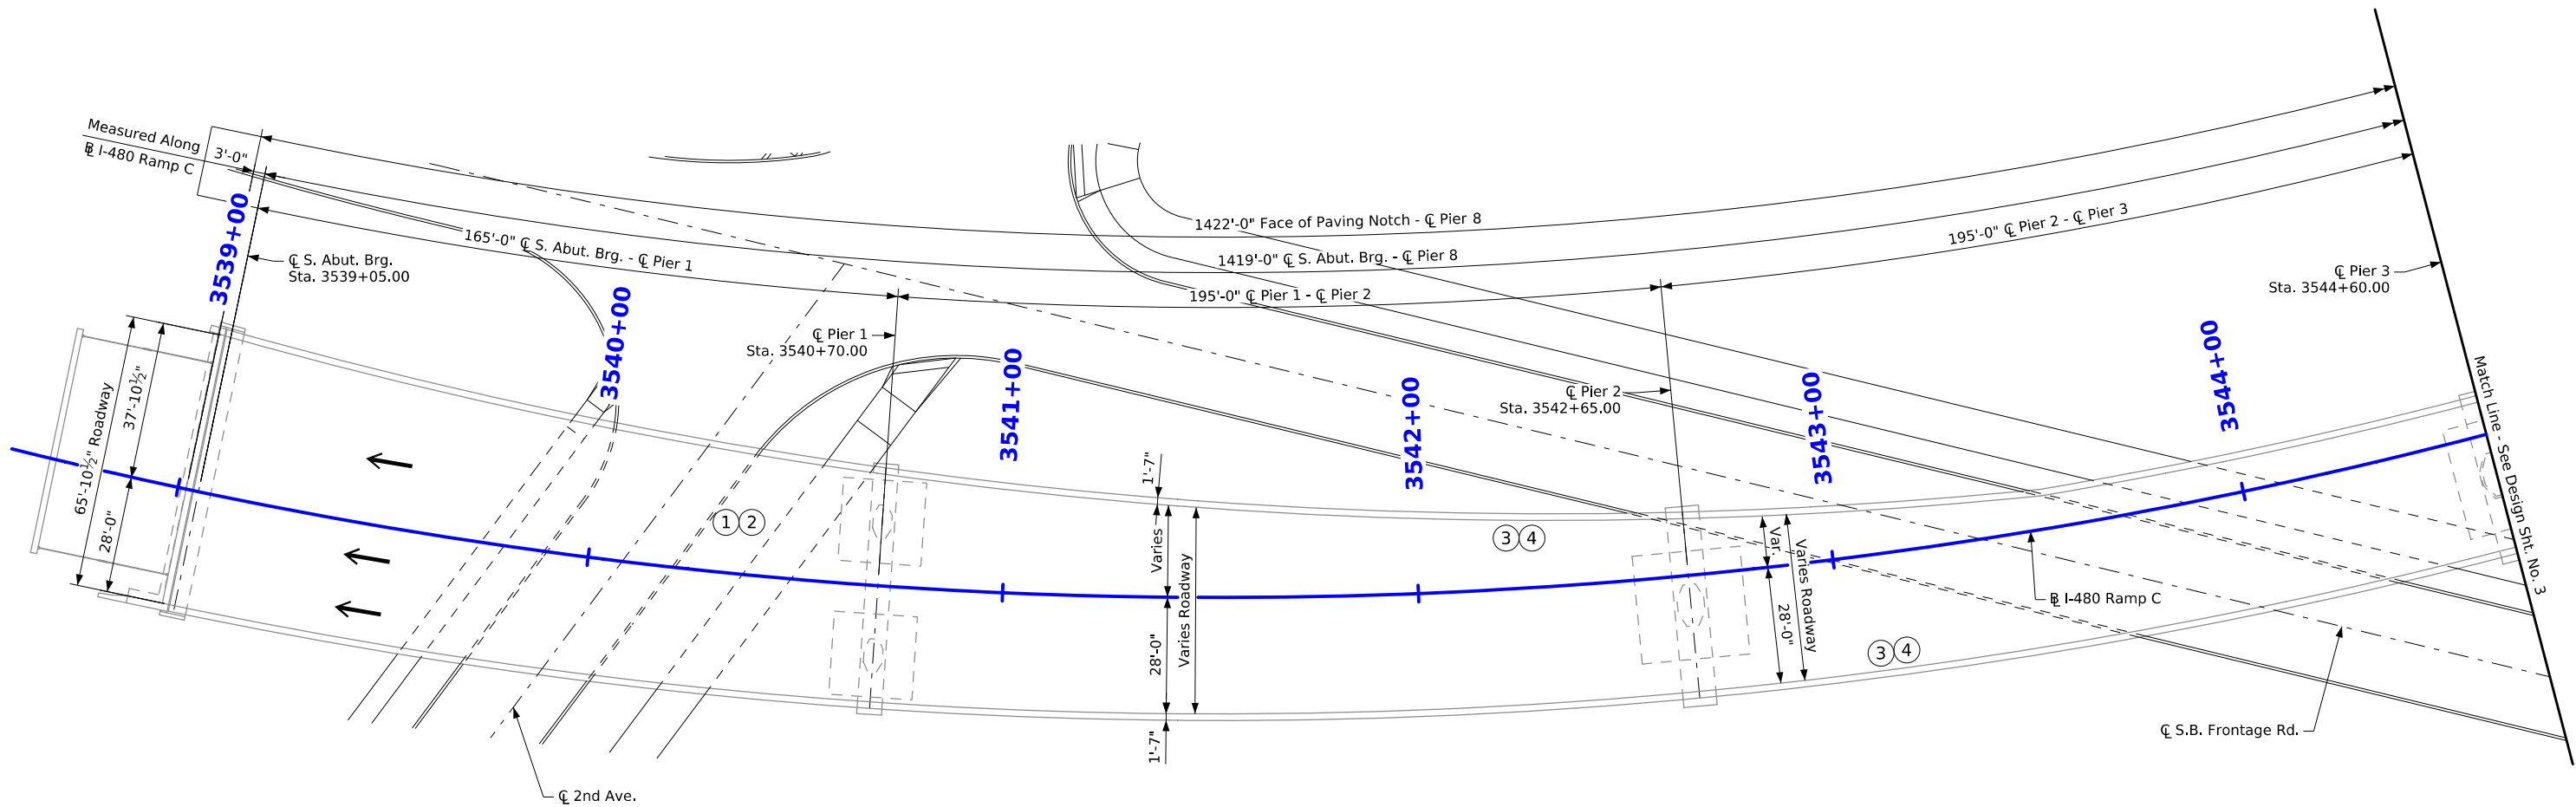 Measured Along
℄ I-480 Ramp C
3'-0"
3539+00
℄ S. Abut. Brg.
Sta. 3539+05.00
165'-0" ℄ S. Abut. Brg. - ℄ Pier 1
1422'-0" Face of Paving Notch - ℄ Pier 8
1419'-0" ℄ S. Abut. Brg. - ℄ Pier 8
195'-0" ℄ Pier 1 - ℄ Pier 2
195'-0" ℄ Pier 2 - ℄ Pier 3
℄ Pier 3
Sta. 3544+60.00
3540+00
℄ Pier 1
Sta. 3540+70.00
3541+00
3542+00
℄ Pier 2
Sta. 3542+65.00
3543+00
3544+00
Match Line - See Design Sht. No. 3
65'-10½" Roadway
37'-10½"
28'-0"
1 2
1'-7"
Varies
Varies Roadway
28'-0"
1'-7"
3 4
Var.
Varies Roadway
28'-0"
3 4
℄ I-480 Ramp C
℄ S.B. Frontage Rd.
℄ 2nd Ave.